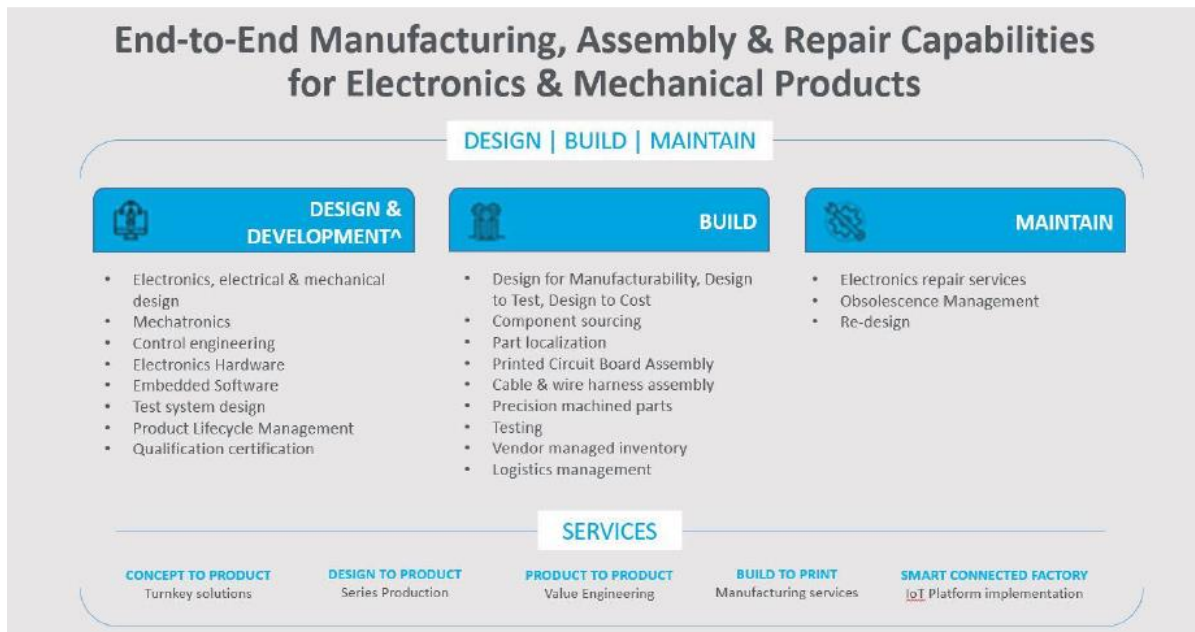 End-to-End Manufacturing, Assembly & Repair Capabilities
for Electronics & Mechanical Products
DESIGN | BUILD | MAINTAIN
DESIGN &
DEVELOPMENT^
• Electronics, electrical & mechanical
design
• Mechatronics
• Control engineering
• Electronics Hardware
• Embedded Software
• Test system design
• Product Lifecycle Management
• Qualification certification
BUILD
• Design for Manufacturability, Design
to Test, Design to Cost
• Component sourcing
• Part localization
• Printed Circuit Board Assembly
• Cable & wire harness assembly
• Precision machined parts
• Testing
• Vendor managed inventory
• Logistics management
MAINTAIN
• Electronics repair services
• Obsolescence Management
• Re-design
SERVICES
CONCEPT TO PRODUCT
Turnkey solutions
DESIGN TO PRODUCT
Series Production
PRODUCT TO PRODUCT
Value Engineering
BUILD TO PRINT
Manufacturing services
SMART CONNECTED FACTORY
IoT Platform implementation